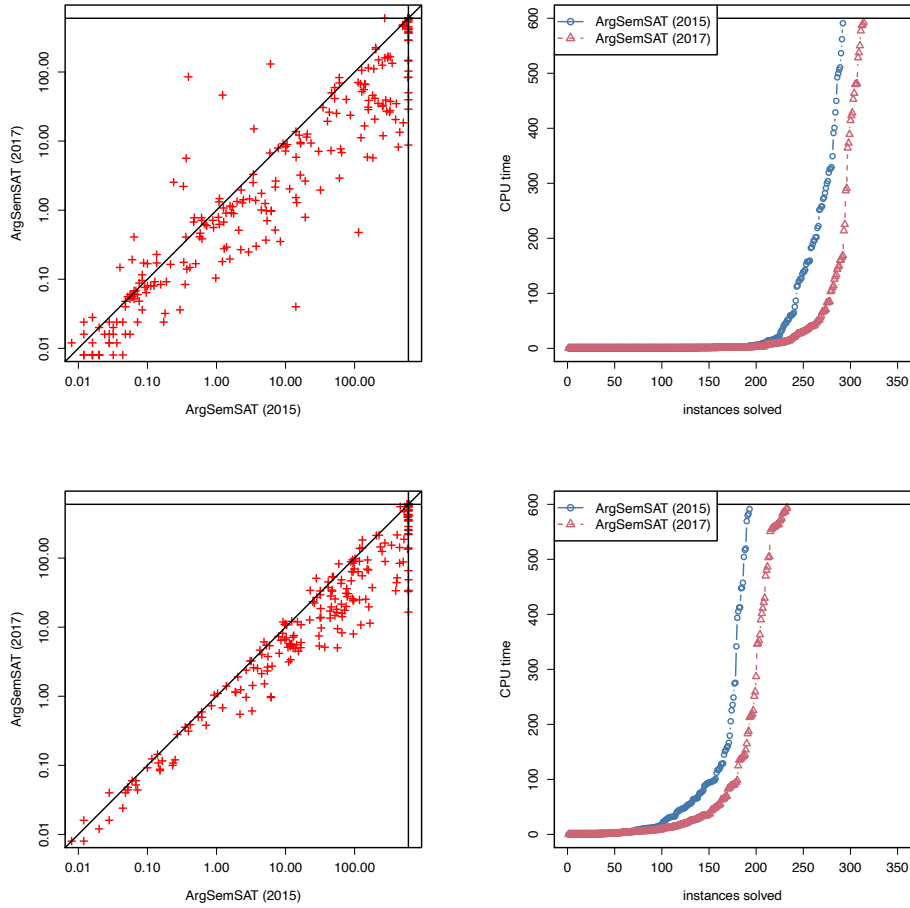 100.00
10.00
1.00
0.10
0.01
ArgSemSAT (2017)
0.01 0.10 1.00 10.00 100.00
ArgSemSAT (2015)
ArgSemSAT (2015)
ArgSemSAT (2017)
600
500
400
300
200
100
0
CPU time
0 50 100 150 200 250 300 350
instances solved
100.00
10.00
1.00
0.10
0.01
ArgSemSAT (2017)
0.01 0.10 1.00 10.00 100.00
ArgSemSAT (2015)
ArgSemSAT (2015)
ArgSemSAT (2017)
600
500
400
300
200
100
0
CPU time
0 50 100 150 200 250 300 350
instances solved